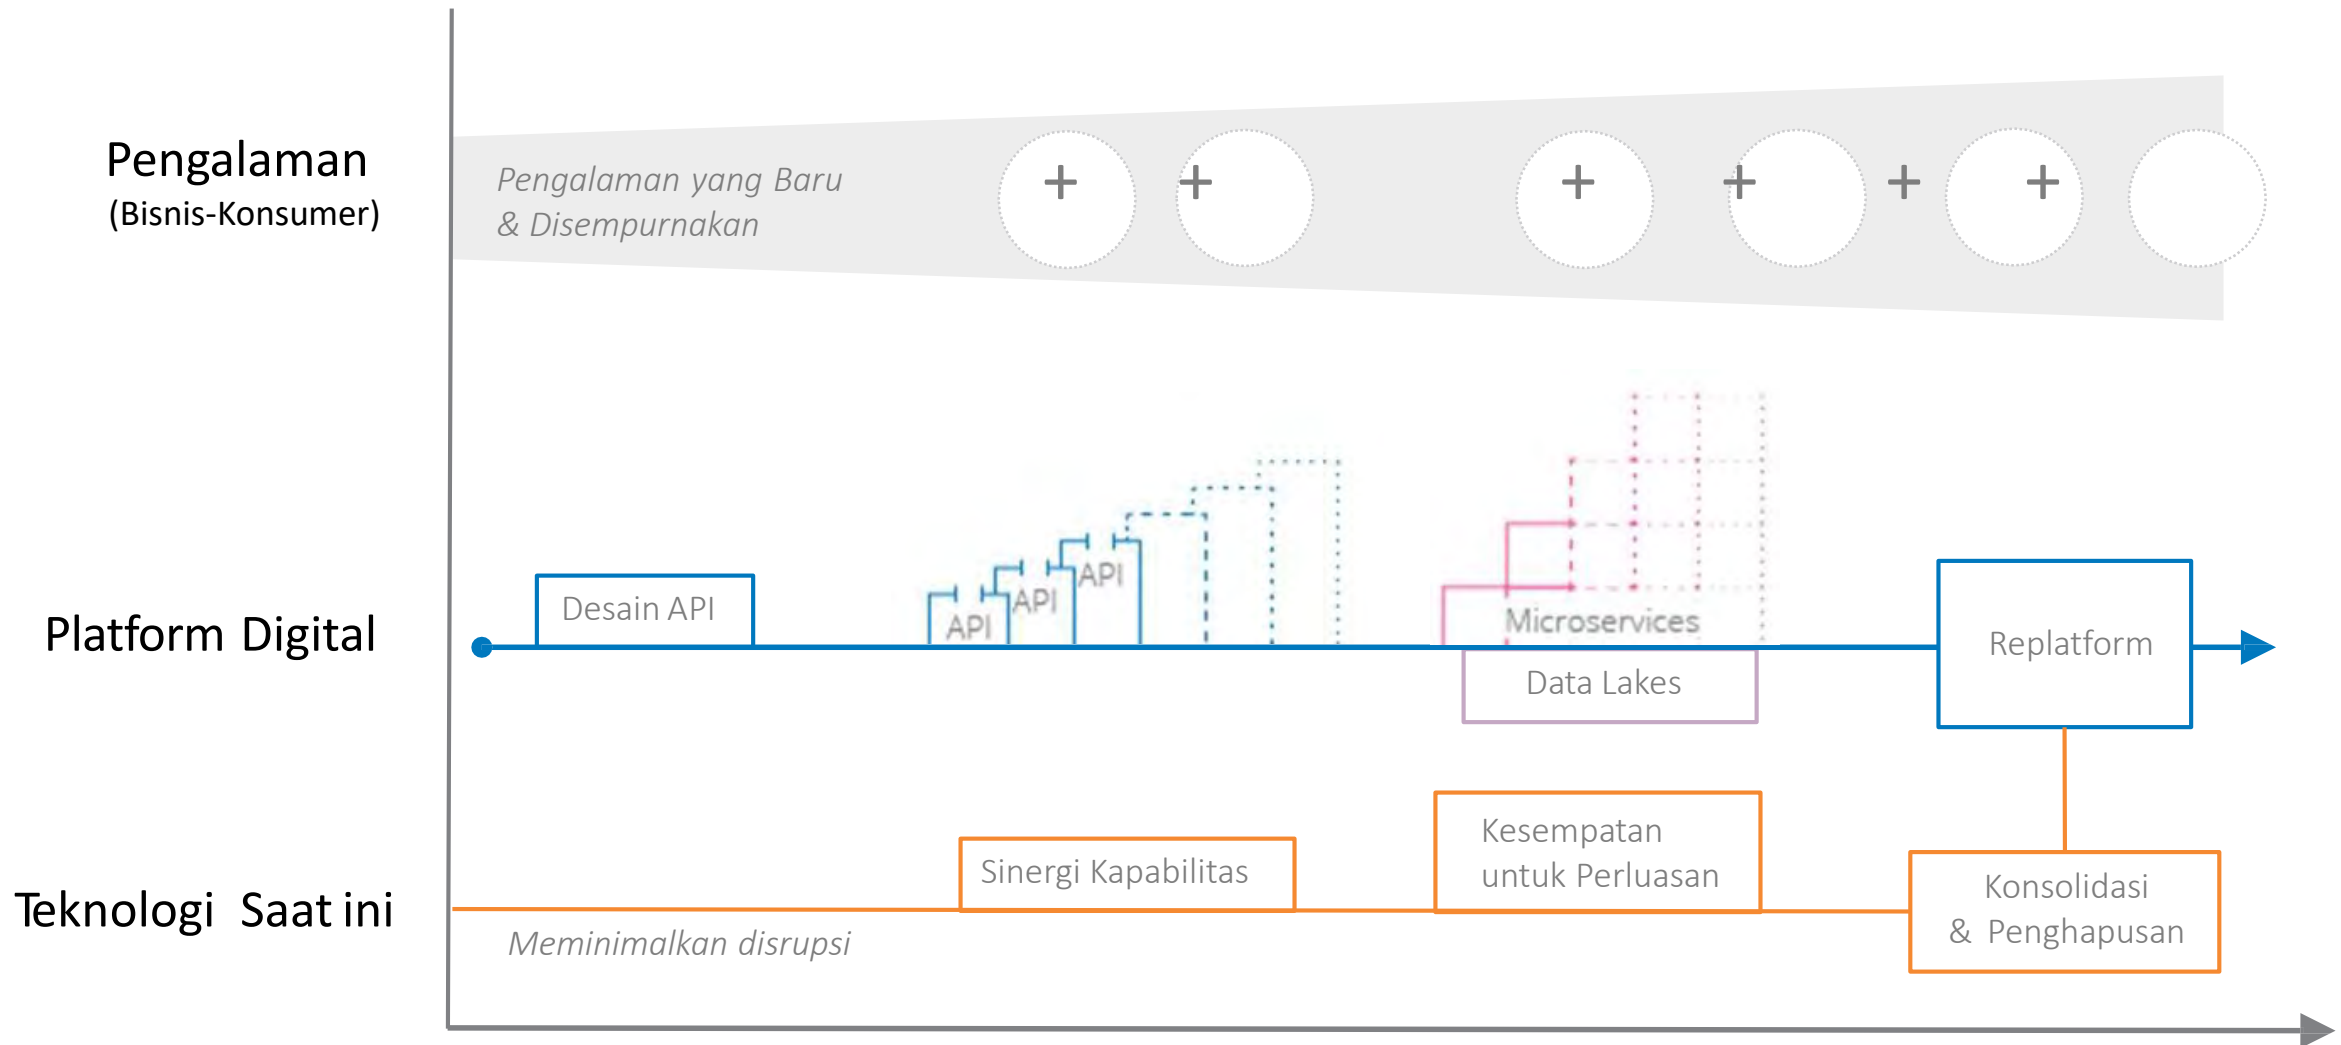 Pengalaman
(Bisnis-Konsumer)
Pengalaman yang Baru
& Disempurnakan
+ + + + + +
Platform Digital
Desain API
API
API
API
Microservices
Data Lakes
Replatform
Teknologi Saat ini
Meminimalkan disrupsi
Sinergi Kapabilitas
Kesempatan
untuk Perluasan
Konsolidasi
& Penghapusan